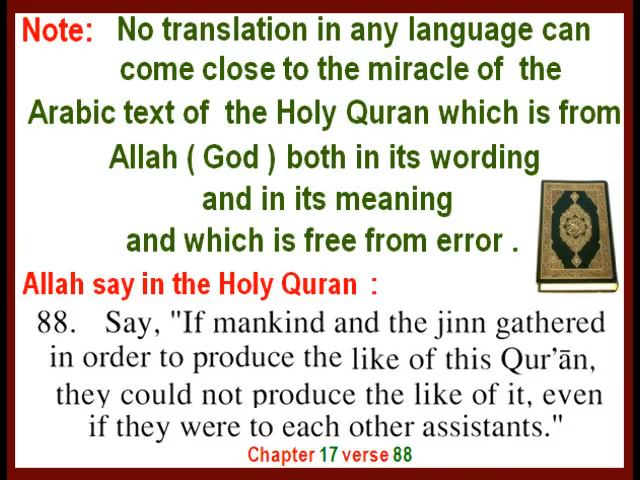 Note: No translation in any language can
come close to the miracle of the
Arabic text of the Holy Quran which is from
Allah ( God ) both in its wording
and in its meaning
and which is free from error .
Allah say in the Holy Quran :
88. Say, "If mankind and the jinn gathered
in order to produce the like of this Qur’ān,
they could not produce the like of it, even
if they were to each other assistants."
Chapter 17 verse 88